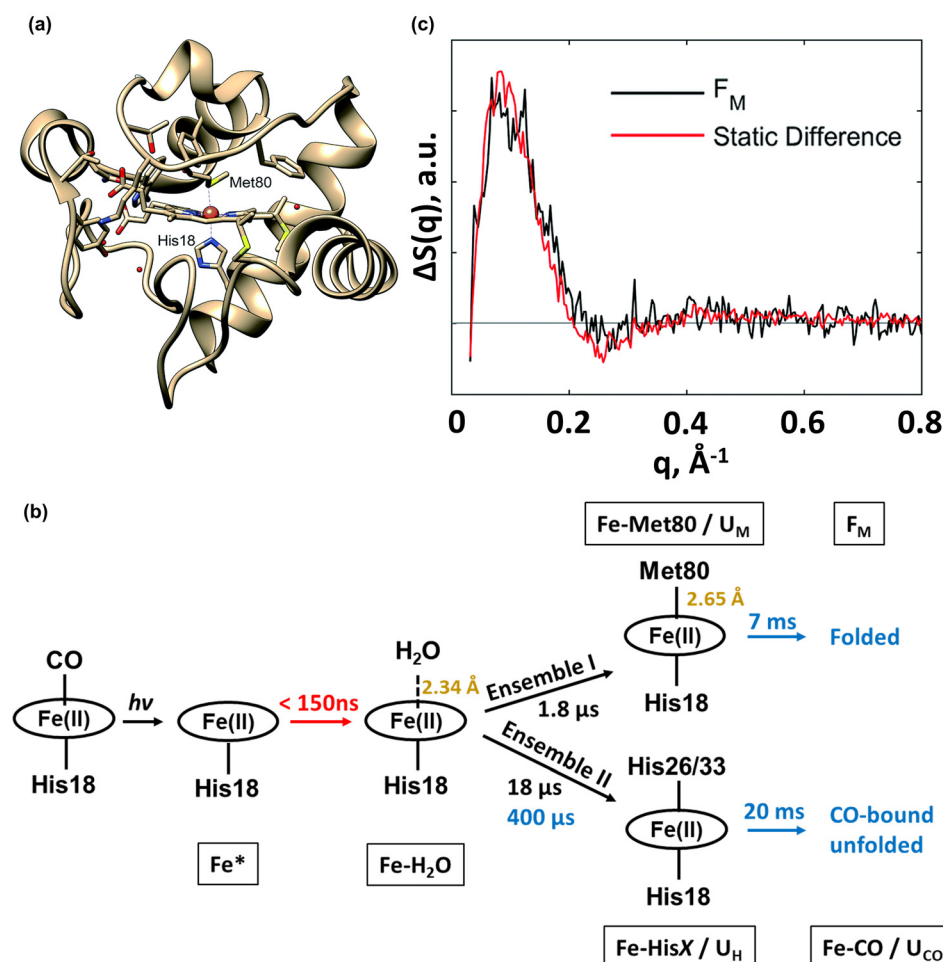 (a)
Met80
His18
(c)
F_M
Static Difference
ΔS(q), a.u.
0 0.2 0.4 0.6 0.8
q, Å⁻¹
(b)
Fe-Met80 / U_M
F_M
Met80
2.65 Å
Fe(II)
His18
7 ms
Folded
CO
Fe(II)
His18
hv
Fe(II)
His18
Fe*
< 150ns
H₂O
2.34 Å
Fe(II)
His18
Fe-H₂O
Ensemble I
1.8 µs
Ensemble II
18 µs
400 µs
His26/33
Fe(II)
His18
20 ms
CO-bound
unfolded
Fe-HisX / U_H
Fe-CO / U_CO